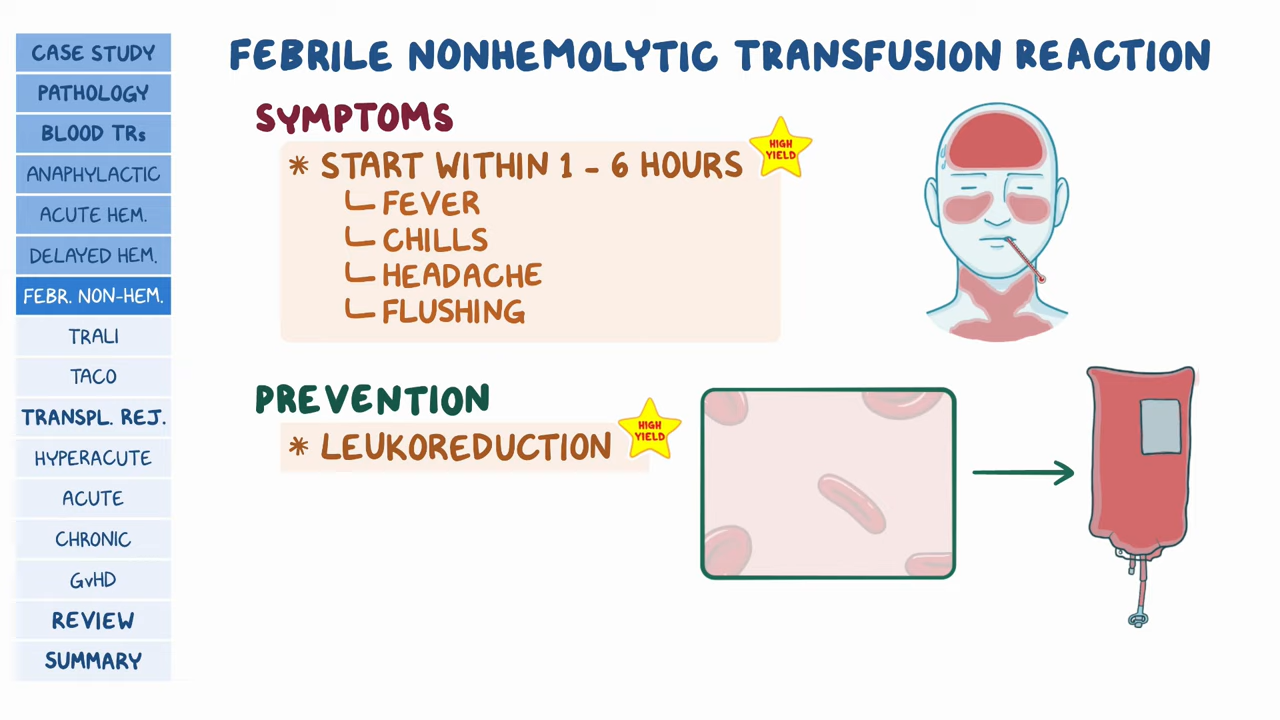 CASE STUDY
PATHOLOGY
BLOOD TRs
ANAPHYLACTIC
ACUTE HEM.
DELAYED HEM.
FEBR. NON-HEM.
TRALI
TACO
TRANSPL. REJ.
HYPERACUTE
ACUTE
CHRONIC
GvHD
REVIEW
SUMMARY
FEBRILE NONHEMOLYTIC TRANSFUSION REACTION
SYMPTOMS
* START WITHIN 1 - 6 HOURS
HIGH
YIELD
FEVER
CHILLS
HEADACHE
FLUSHING
PREVENTION
* LEUKOREDUCTION
HIGH
YIELD